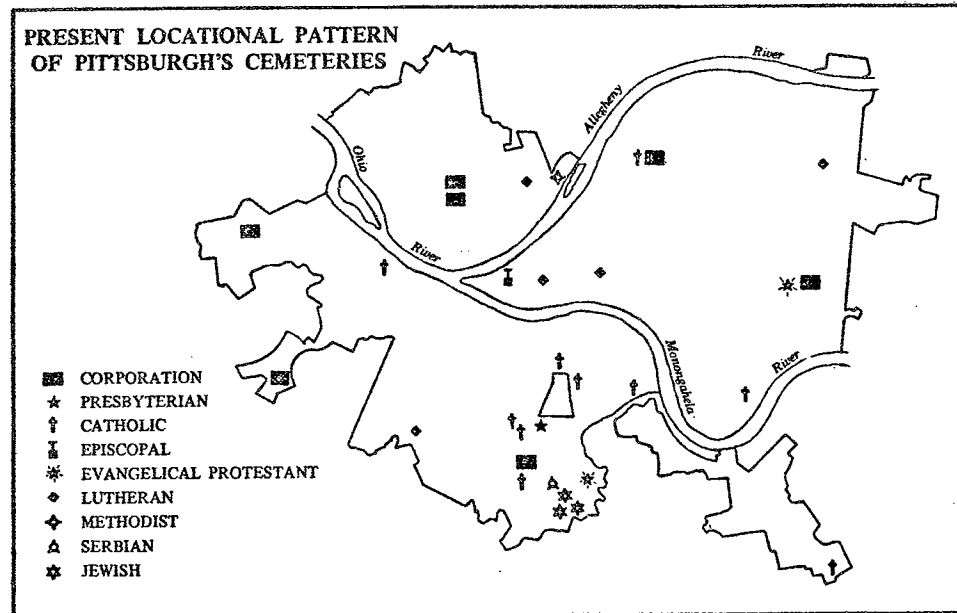 PRESENT LOCATIONAL PATTERN
OF PITTSBURGH'S CEMETERIES
River
Allegheny
Ohio
River
Monongahela
River
CORPORATION
PRESBYTERIAN
CATHOLIC
EPISCOPAL
EVANGELICAL PROTESTANT
LUTHERAN
METHODIST
SERBIAN
JEWISH